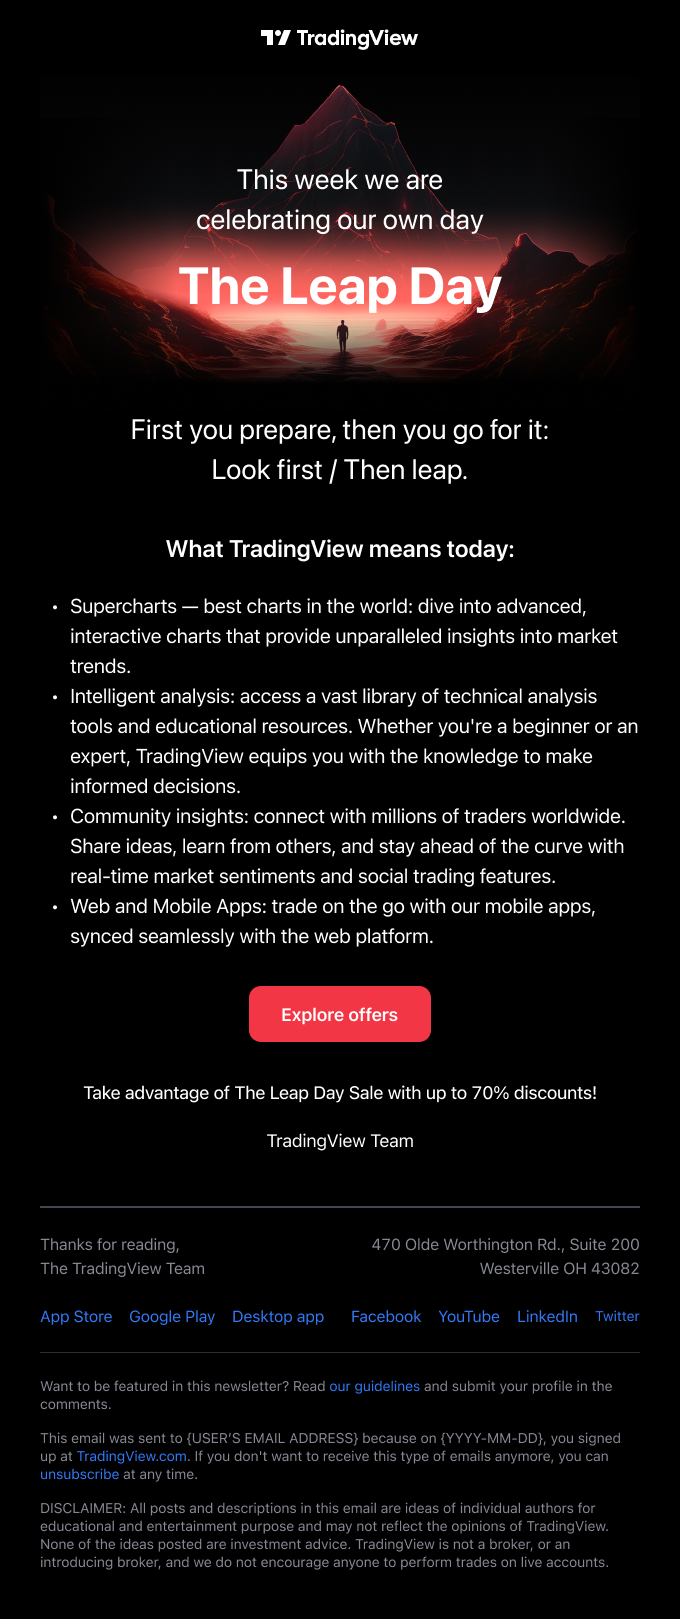 TradingView
This week we are
celebrating our own day
The Leap Day
First you prepare, then you go for it:
Look first / Then leap.
What TradingView means today:
• Supercharts — best charts in the world: dive into advanced,
interactive charts that provide unparalleled insights into market
trends.
• Intelligent analysis: access a vast library of technical analysis
tools and educational resources. Whether you're a beginner or an
expert, TradingView equips you with the knowledge to make
informed decisions.
• Community insights: connect with millions of traders worldwide.
Share ideas, learn from others, and stay ahead of the curve with
real-time market sentiments and social trading features.
• Web and Mobile Apps: trade on the go with our mobile apps,
synced seamlessly with the web platform.
Explore offers
Take advantage of The Leap Day Sale with up to 70% discounts!
TradingView Team
Thanks for reading,
The TradingView Team
470 Olde Worthington Rd., Suite 200
Westerville OH 43082
App Store Google Play Desktop app Facebook YouTube LinkedIn Twitter
Want to be featured in this newsletter? Read our guidelines and submit your profile in the
comments.
This email was sent to {USER’S EMAIL ADDRESS} because on {YYYY-MM-DD}, you signed
up at TradingView.com. If you don't want to receive this type of emails anymore, you can
unsubscribe at any time.
DISCLAIMER: All posts and descriptions in this email are ideas of individual authors for
educational and entertainment purpose and may not reflect the opinions of TradingView.
None of the ideas posted are investment advice. TradingView is not a broker, or an
introducing broker, and we do not encourage anyone to perform trades on live accounts.